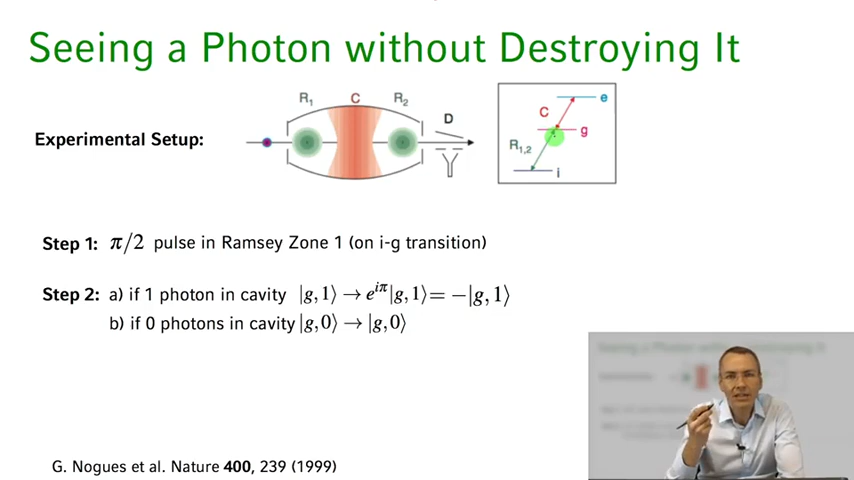 Seeing a Photon without Destroying It
R₁ C R₂
D
Experimental Setup:
e
C
g
R₁,₂
i
Step 1: π/2 pulse in Ramsey Zone 1 (on i-g transition)
Step 2: a) if 1 photon in cavity |g,1⟩ → e^{iπ}|g,1⟩ = −|g,1⟩
b) if 0 photons in cavity |g,0⟩ → |g,0⟩
G. Nogues et al. Nature 400, 239 (1999)